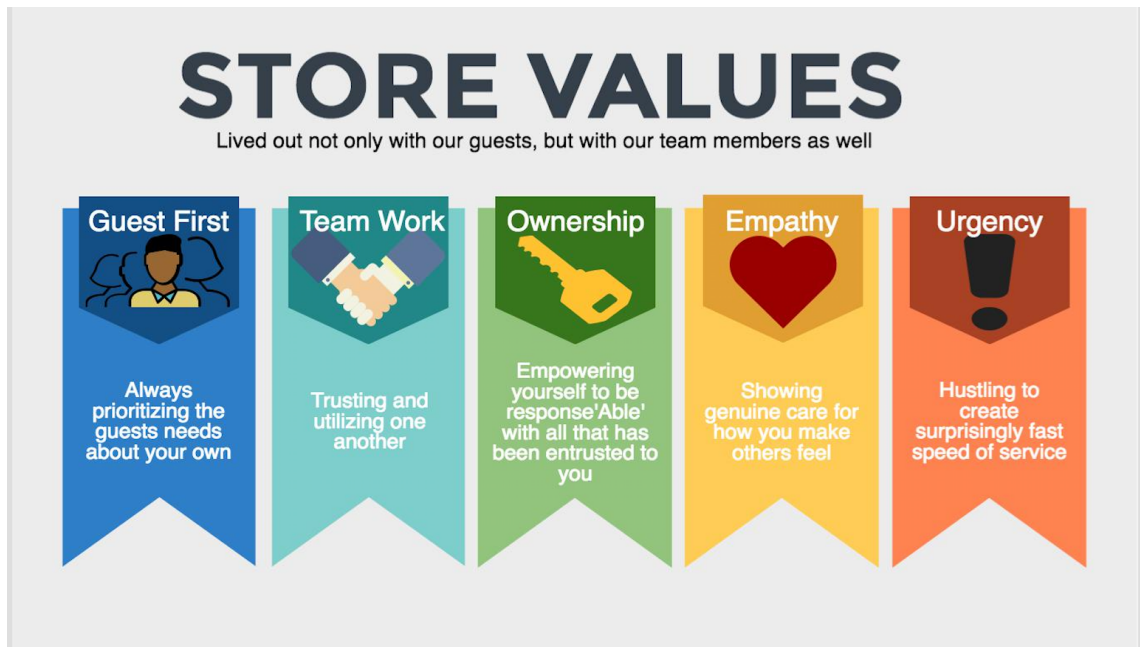 STORE VALUES
Lived out not only with our guests, but with our team members as well
Guest First
Always
prioritizing the
guests needs
about your own
Team Work
Trusting and
utilizing one
another
Ownership
Empowering
yourself to be
response'Able'
with all that has
been entrusted to
you
Empathy
Showing
genuine care for
how you make
others feel
Urgency
Hustling to
create
surprisingly fast
speed of service